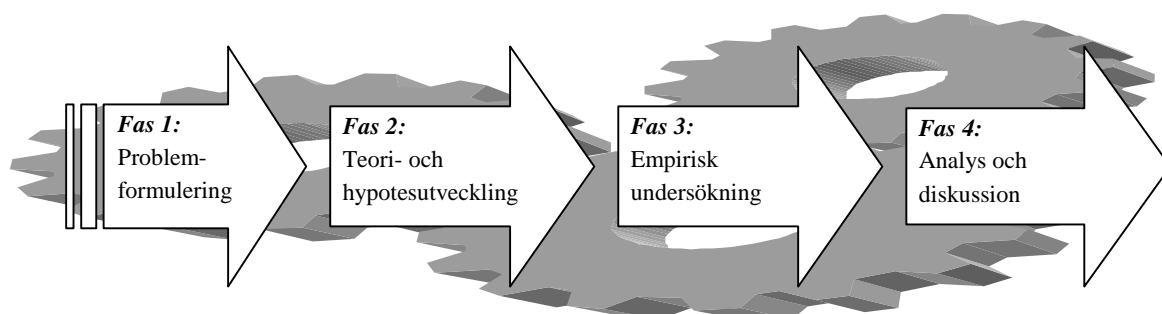 Fas 1:
Problem-
formulering
Fas 2:
Teori- och
hypotesutveckling
Fas 3:
Empirisk
undersökning
Fas 4:
Analys och
diskussion